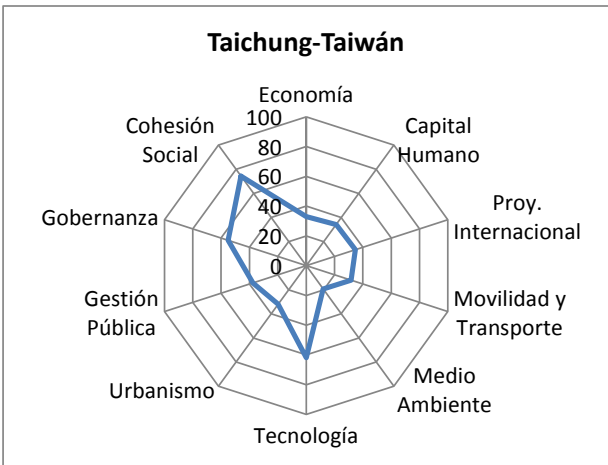 Taichung-Taiwán
Economía
Capital
Humano
Proy.
Internacional
Movilidad y
Transporte
Medio
Ambiente
Tecnología
Urbanismo
Gestión
Pública
Gobernanza
Cohesión
Social
100
80
60
40
20
0